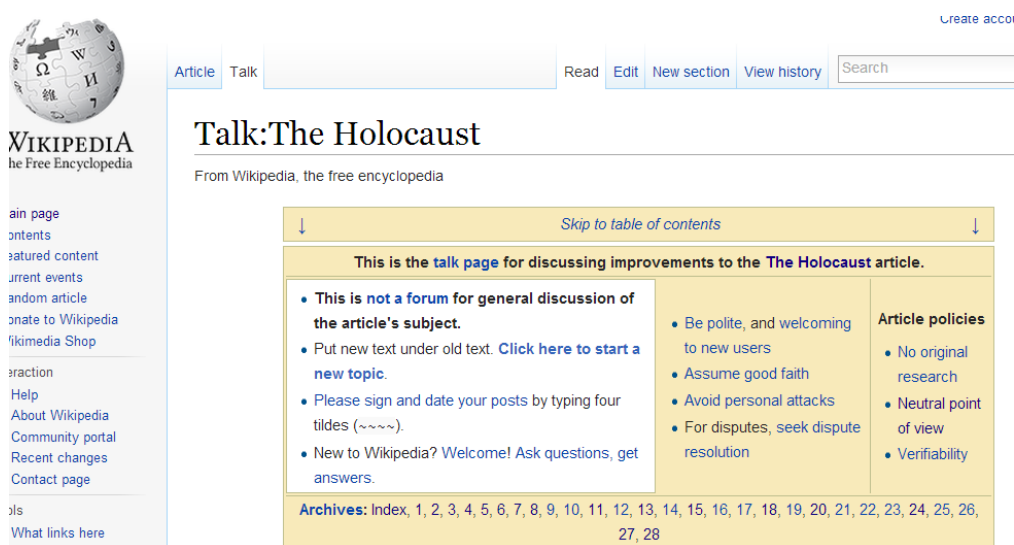 Create accou
Article Talk Read Edit New section View history Search
WIKIPEDIA
he Free Encyclopedia
Talk:The Holocaust
From Wikipedia, the free encyclopedia
ain page
ontents
eatured content
urrent events
andom article
onate to Wikipedia
Vikimedia Shop
eraction
Help
About Wikipedia
Community portal
Recent changes
Contact page
ols
What links here
↓ Skip to table of contents ↓
This is the talk page for discussing improvements to the The Holocaust article.
• This is not a forum for general discussion of
the article's subject.
• Put new text under old text. Click here to start a
new topic.
• Please sign and date your posts by typing four
tildes (~~~~).
• New to Wikipedia? Welcome! Ask questions, get
answers.
• Be polite, and welcoming
to new users
• Assume good faith
• Avoid personal attacks
• For disputes, seek dispute
resolution
Article policies
• No original
research
• Neutral point
of view
• Verifiability
Archives: Index, 1, 2, 3, 4, 5, 6, 7, 8, 9, 10, 11, 12, 13, 14, 15, 16, 17, 18, 19, 20, 21, 22, 23, 24, 25, 26,
27, 28